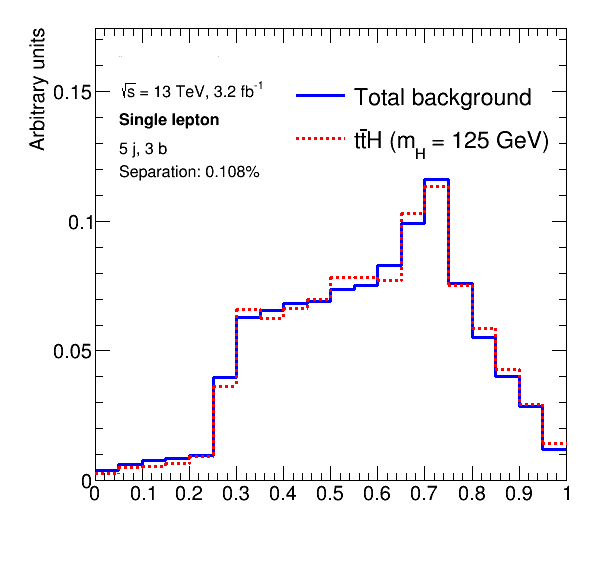 Arbitrary units
√s = 13 TeV, 3.2 fb⁻¹
Single lepton
5 j, 3 b
Separation: 0.108%
Total background
tt̄H (m_H = 125 GeV)
0.15
0.1
0.05
0
0 0.1 0.2 0.3 0.4 0.5 0.6 0.7 0.8 0.9 1